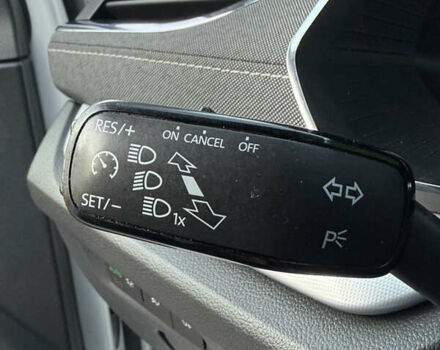 RES/+
ON CANCEL OFF
SET/-
1x
P